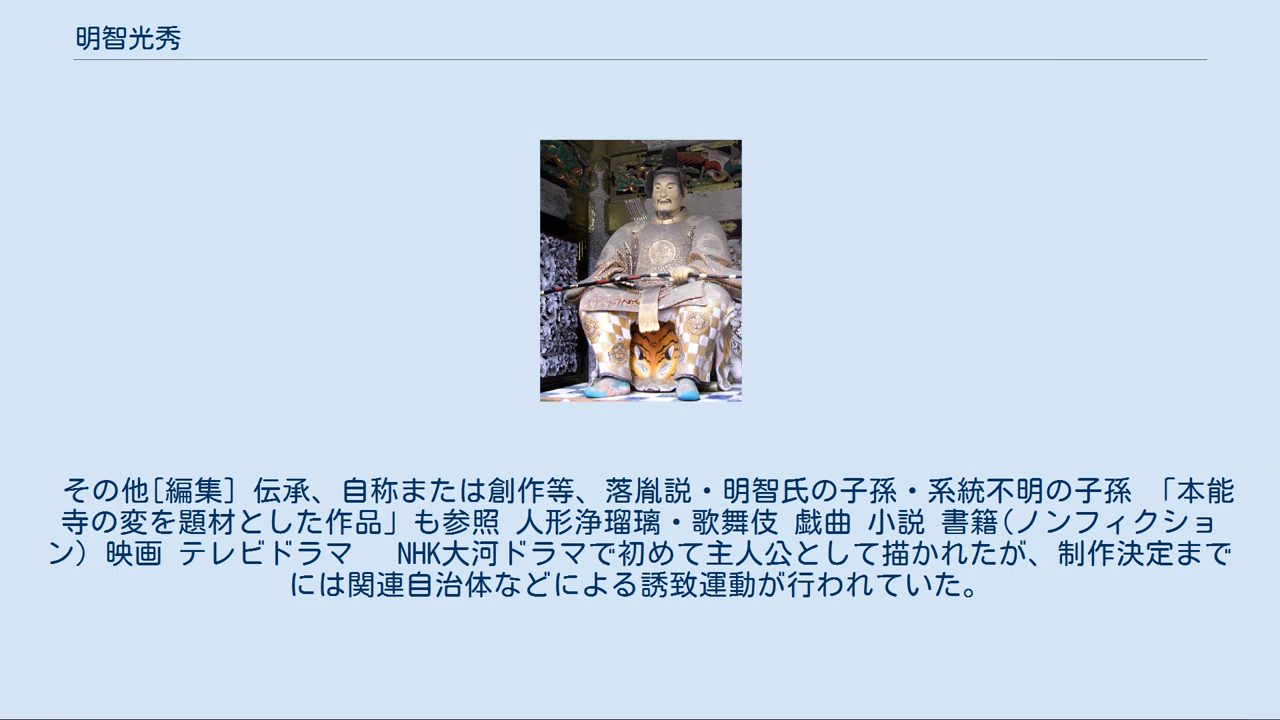 明智光秀
その他[編集] 伝承、自称または創作等、落胤説・明智氏の子孫・系統不明の子孫 「本能
寺の変を題材とした作品」も参照 人形浄瑠璃・歌舞伎 戯曲 小説 書籍(ノンフィクショ
ン) 映画 テレビドラマ  NHK大河ドラマで初めて主人公として描かれたが、制作決定まで
には関連自治体などによる誘致運動が行われていた。